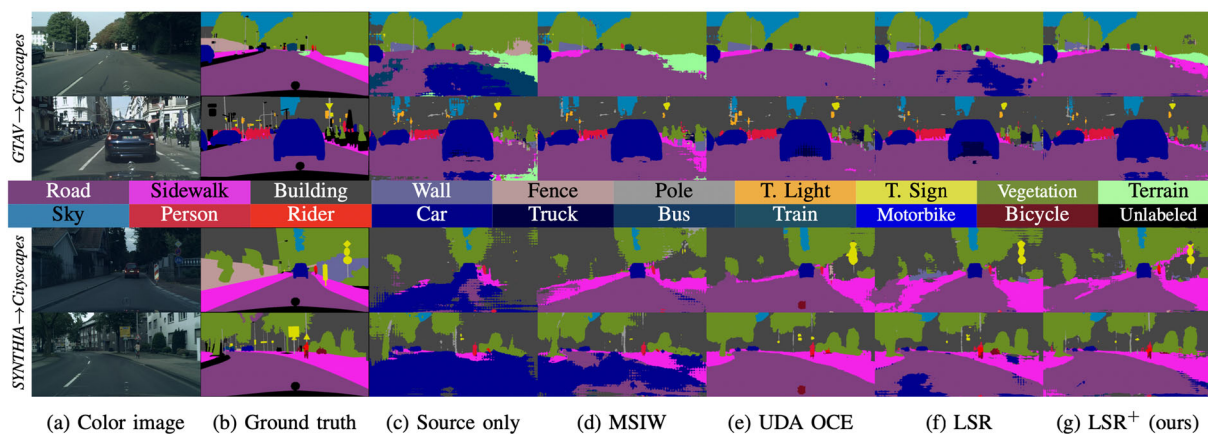 GTAV→Cityscapes
Road Sidewalk Building Wall Fence Pole T. Light T. Sign Vegetation Terrain
Sky Person Rider Car Truck Bus Train Motorbike Bicycle Unlabeled
SYNTHIA→Cityscapes
(a) Color image (b) Ground truth (c) Source only (d) MSIW (e) UDA OCE (f) LSR (g) LSR⁺ (ours)